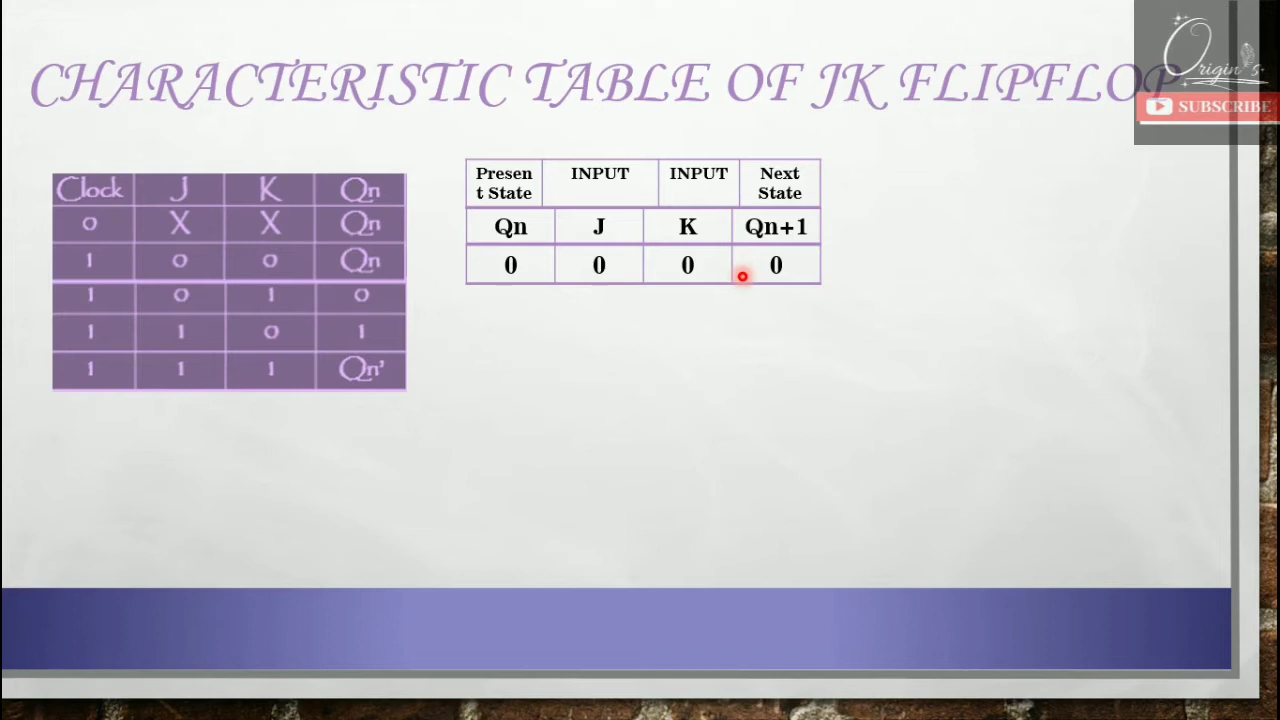 CHARACTERISTIC TABLE OF JK FLIPFLOP
Origin's
SUBSCRIBE
Clock J K Qn
0 X X Qn
1 0 0 Qn
1 0 1 0
1 1 0 1
1 1 1 Qn'
Presen INPUT INPUT Next
t State State
Qn J K Qn+1
0 0 0 0